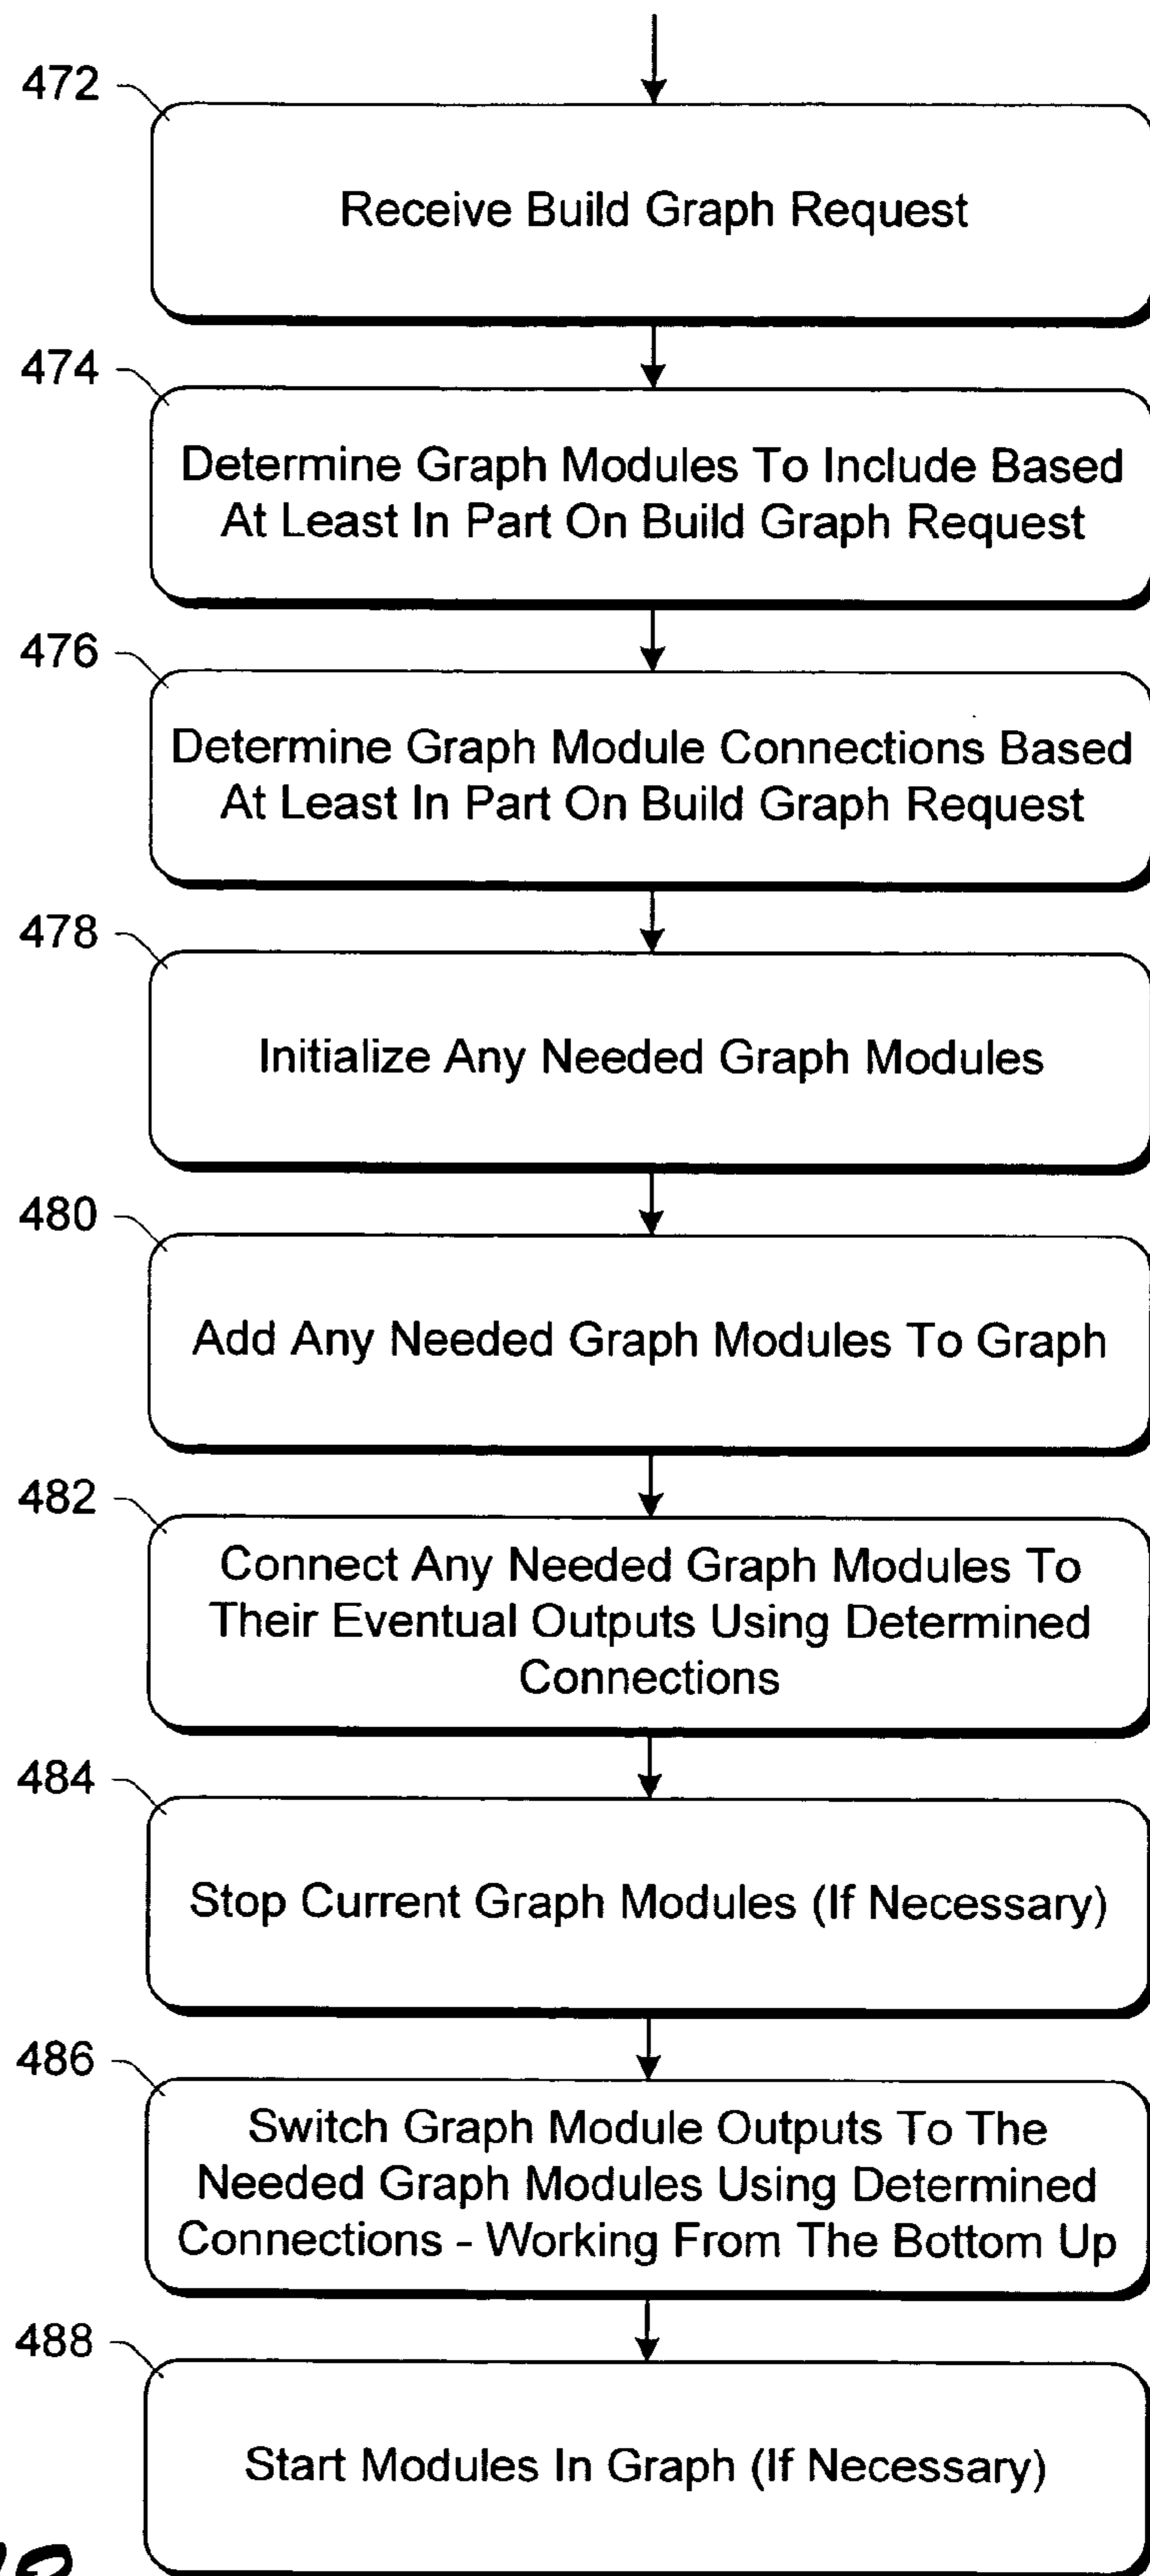 472
Receive Build Graph Request
474
Determine Graph Modules To Include Based
At Least In Part On Build Graph Request
476
Determine Graph Module Connections Based
At Least In Part On Build Graph Request
478
Initialize Any Needed Graph Modules
480
Add Any Needed Graph Modules To Graph
482
Connect Any Needed Graph Modules To
Their Eventual Outputs Using Determined
Connections
484
Stop Current Graph Modules (If Necessary)
486
Switch Graph Module Outputs To The
Needed Graph Modules Using Determined
Connections - Working From The Bottom Up
488
Start Modules In Graph (If Necessary)